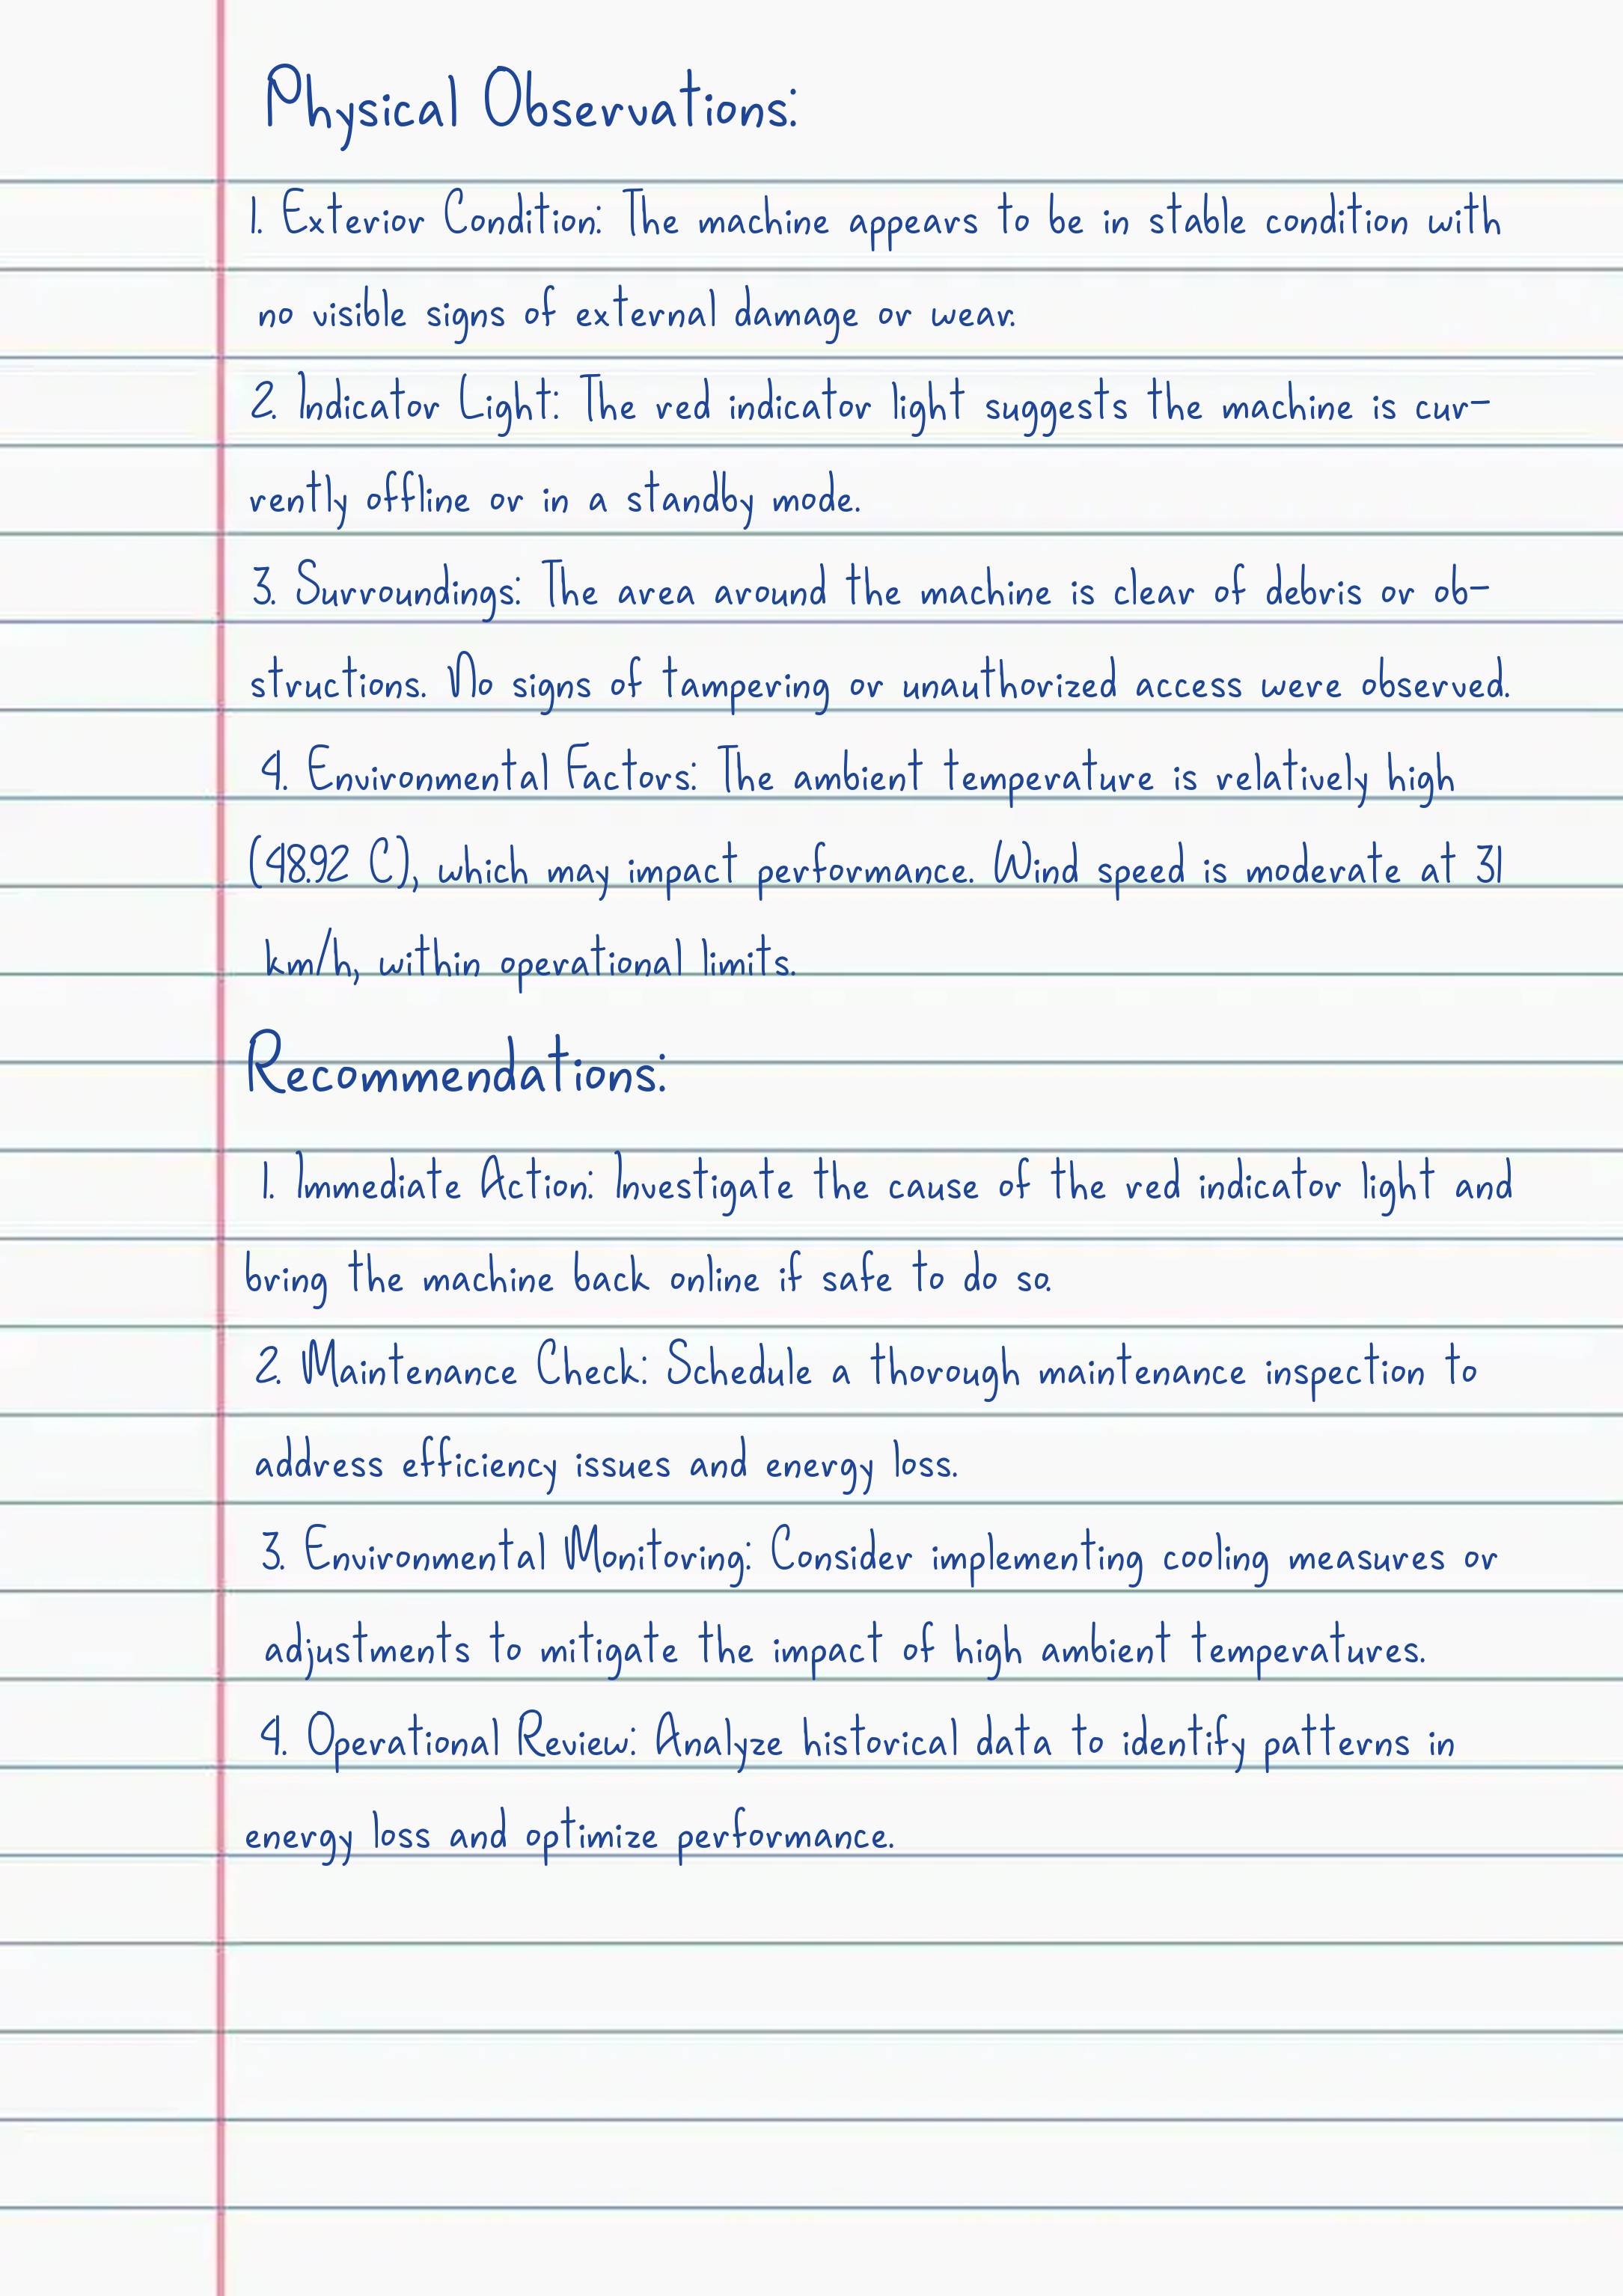 Physical Observations:
1. Exterior Condition: The machine appears to be in stable condition with
no visible signs of external damage or wear.
2. Indicator Light: The red indicator light suggests the machine is cur-
rently offline or in a standby mode.
3. Surroundings: The area around the machine is clear of debris or ob-
structions. No signs of tampering or unauthorized access were observed.
4. Environmental Factors: The ambient temperature is relatively high
(48.92 C), which may impact performance. Wind speed is moderate at 31
km/h, within operational limits.
Recommendations:
1. Immediate Action: Investigate the cause of the red indicator light and
bring the machine back online if safe to do so.
2. Maintenance Check: Schedule a thorough maintenance inspection to
address efficiency issues and energy loss.
3. Environmental Monitoring: Consider implementing cooling measures or
adjustments to mitigate the impact of high ambient temperatures.
4. Operational Review: Analyze historical data to identify patterns in
energy loss and optimize performance.